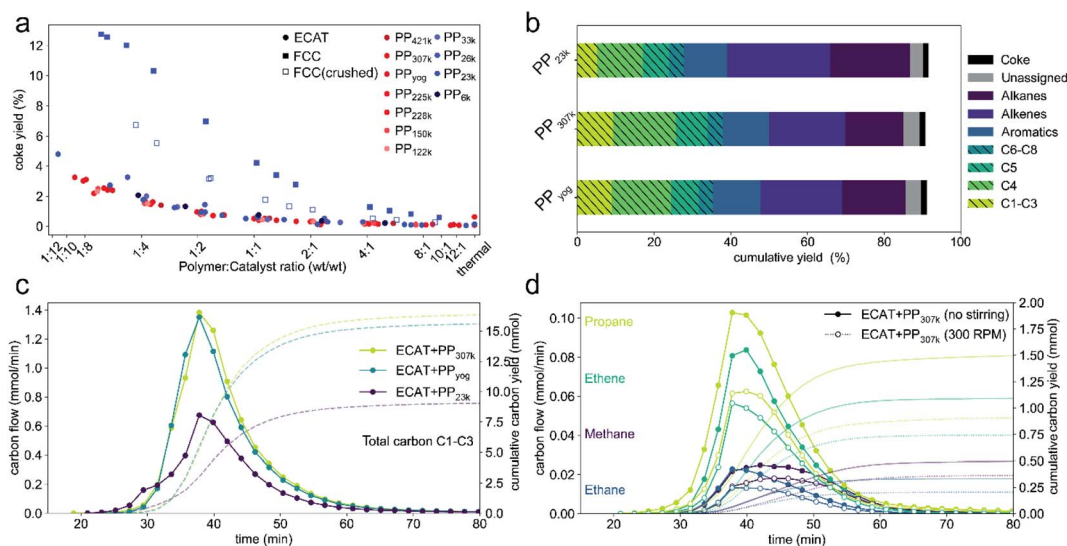 a
coke yield (%)
12
10
8
6
4
2
0
ECAT
FCC
FCC(crushed)
PP421k
PP307k
PPyog
PP225k
PP228k
PP150k
PP122k
PP33k
PP26k
PP23k
PP6k
1:12
1:10
1:8
1:4
1:2
1:1
2:1
4:1
8:1
10:1
12:1
thermal
Polymer:Catalyst ratio (wt/wt)
b
PP 23k
PP 307k
PP yog
0 20 40 60 80 100
cumulative yield (%)
Coke
Unassigned
Alkanes
Alkenes
Aromatics
C6-C8
C5
C4
C1-C3
c
carbon flow (mmol/min)
1.4
1.2
1.0
0.8
0.6
0.4
0.2
0.0
ECAT+PP307k
ECAT+PPyog
ECAT+PP23k
Total carbon C1-C3
15.0
12.5
10.0
7.5
5.0
2.5
0.0
cumulative carbon yield (mmol)
20 30 40 50 60 70 80
time (min)
d
carbon flow (mmol/min)
0.10
0.08
0.06
0.04
0.02
0.00
Propane
Ethene
Methane
Ethane
ECAT+PP307k (no stirring)
ECAT+PP307k (300 RPM)
2.00
1.75
1.50
1.25
1.00
0.75
0.50
0.25
0.00
cumulative carbon yield (mmol)
20 30 40 50 60 70 80
time (min)